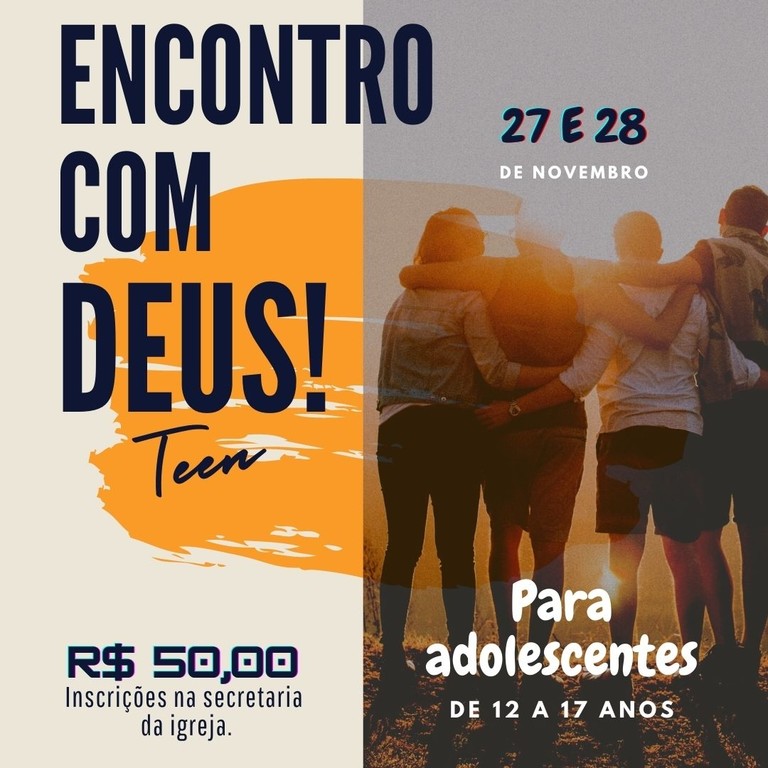 ENCONTRO
COM
DEUS!
Teen
27 E 28
DE NOVEMBRO
R$ 50,00
Inscrições na secretaria
da igreja.
Para
adolescentes
DE 12 A 17 ANOS